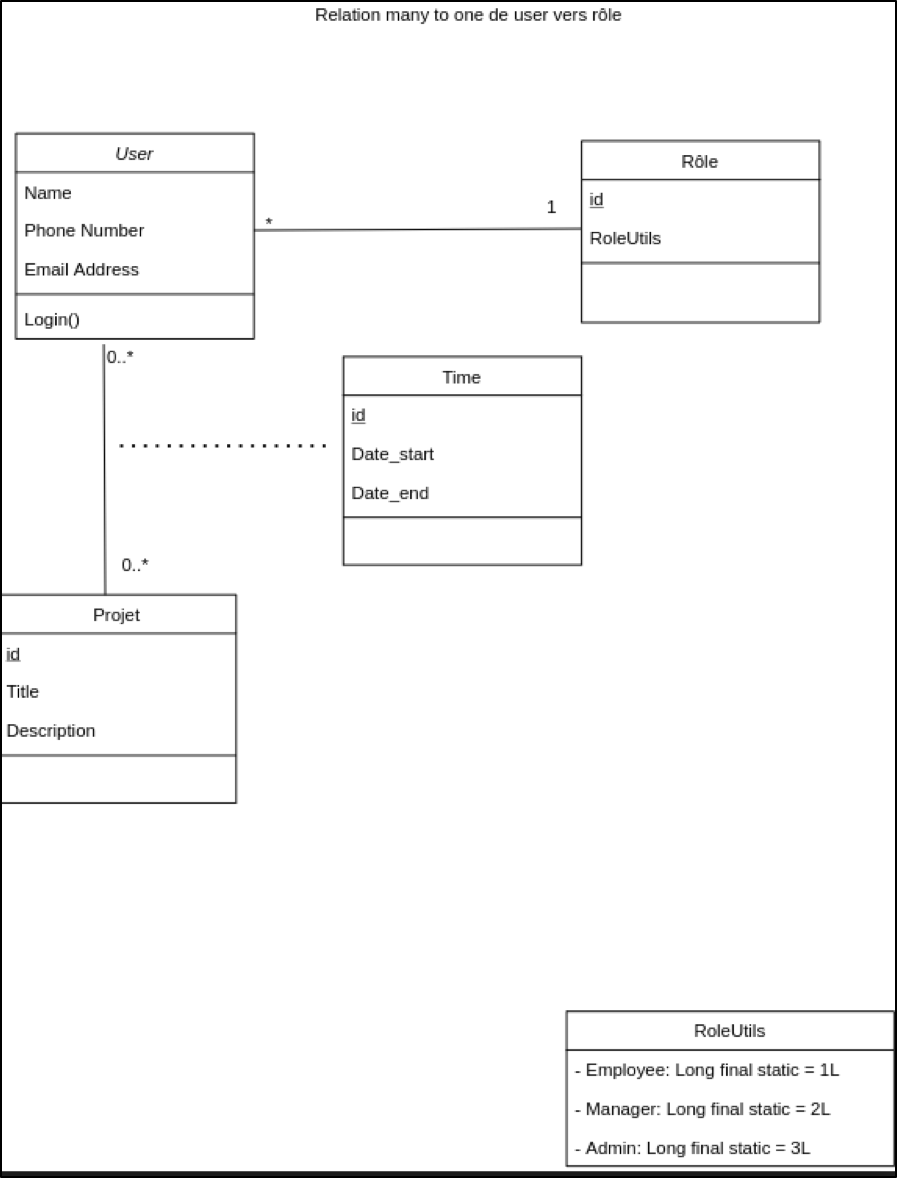 Relation many to one de user vers rôle
User
Name
Phone Number
Email Address
Login()
*
1
Rôle
id
RoleUtils
0..*
Time
id
Date_start
Date_end
0..*
Projet
id
Title
Description
RoleUtils
- Employee: Long final static = 1L
- Manager: Long final static = 2L
- Admin: Long final static = 3L